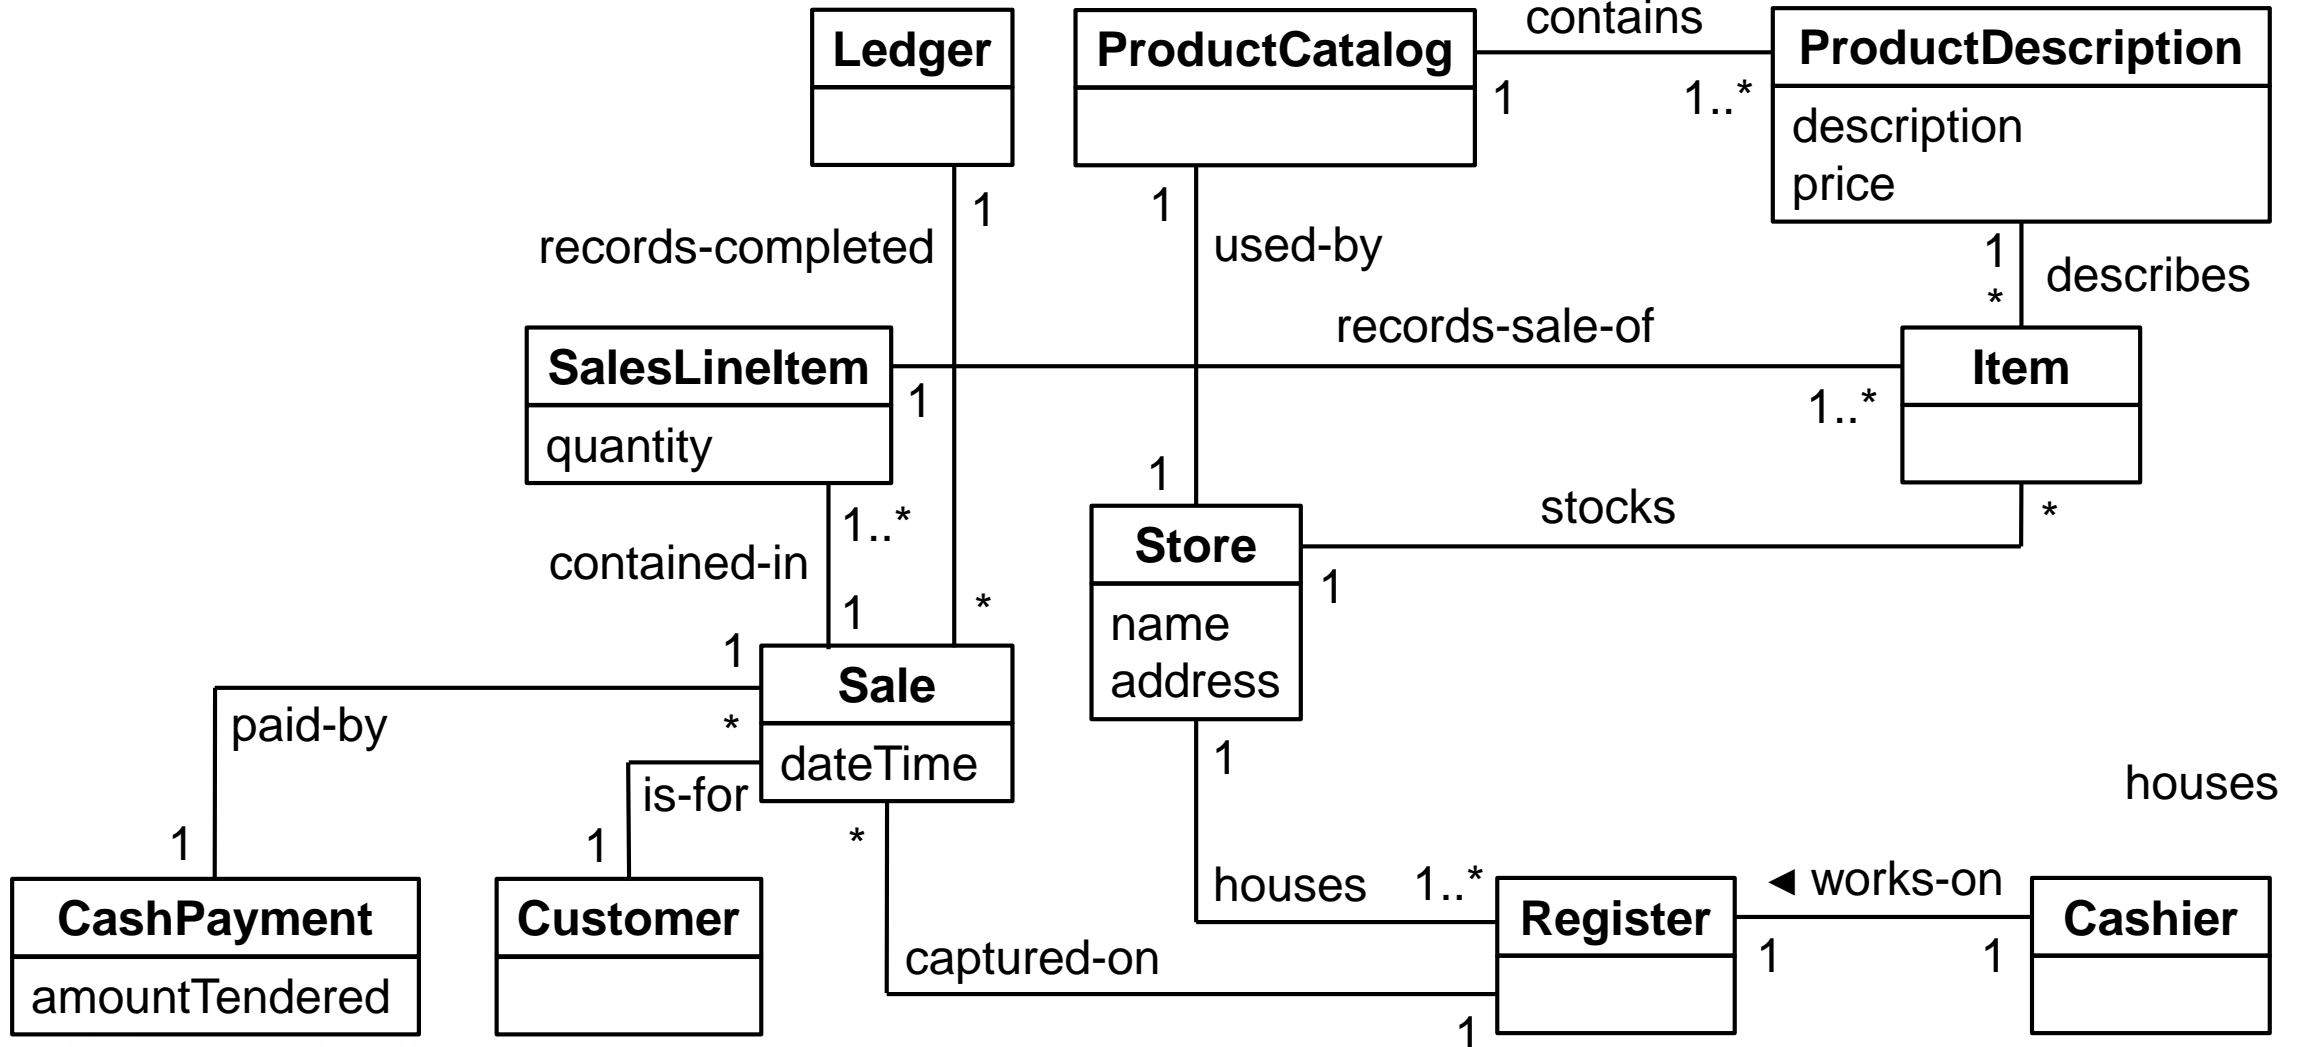 contains
Ledger
ProductCatalog
ProductDescription
1
1..*
description
price
1
1
records-completed
used-by
1
describes
*
records-sale-of
SalesLineItem
Item
1
1..*
quantity
1
1..*
stocks
*
Store
contained-in
1
1
*
name
1
Sale
address
paid-by
*
dateTime
1
is-for
houses
1
1
*
houses
1..*
◄ works-on
CashPayment
Customer
Register
Cashier
captured-on
1
1
amountTendered
1